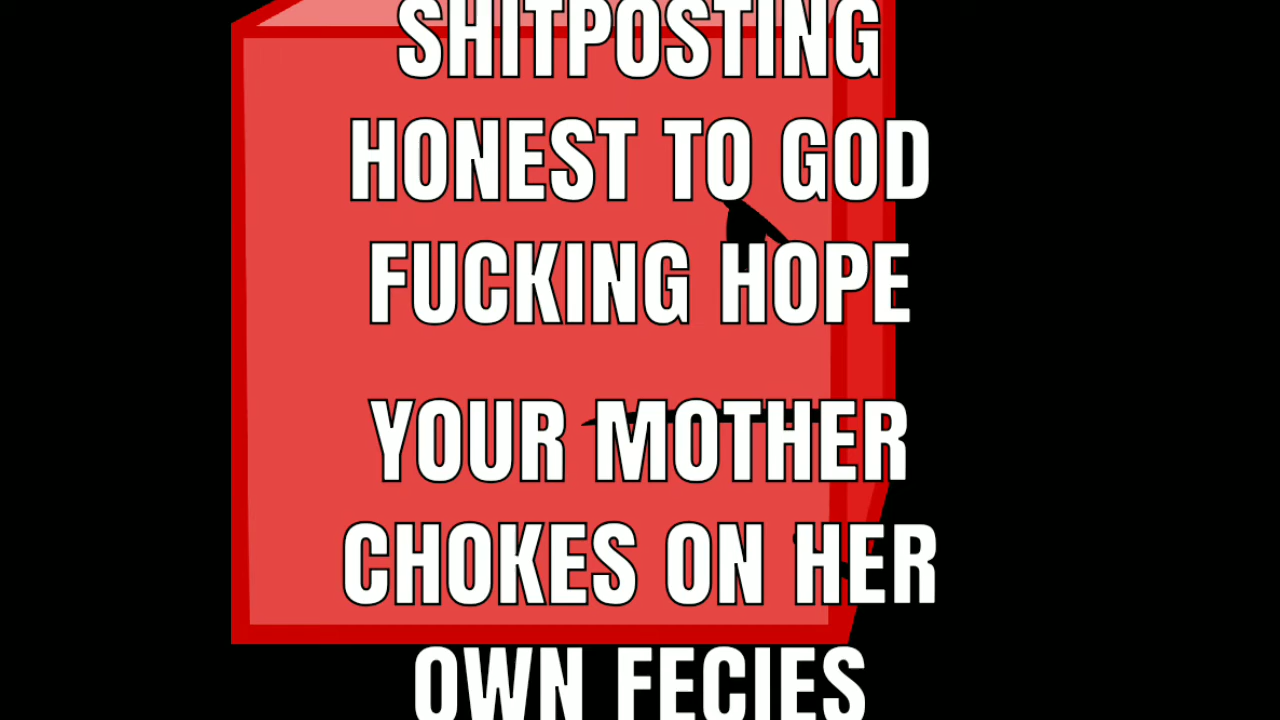 SHITPOSTING
HONEST TO GOD
FUCKING HOPE
YOUR MOTHER
CHOKES ON HER
OWN FECIES